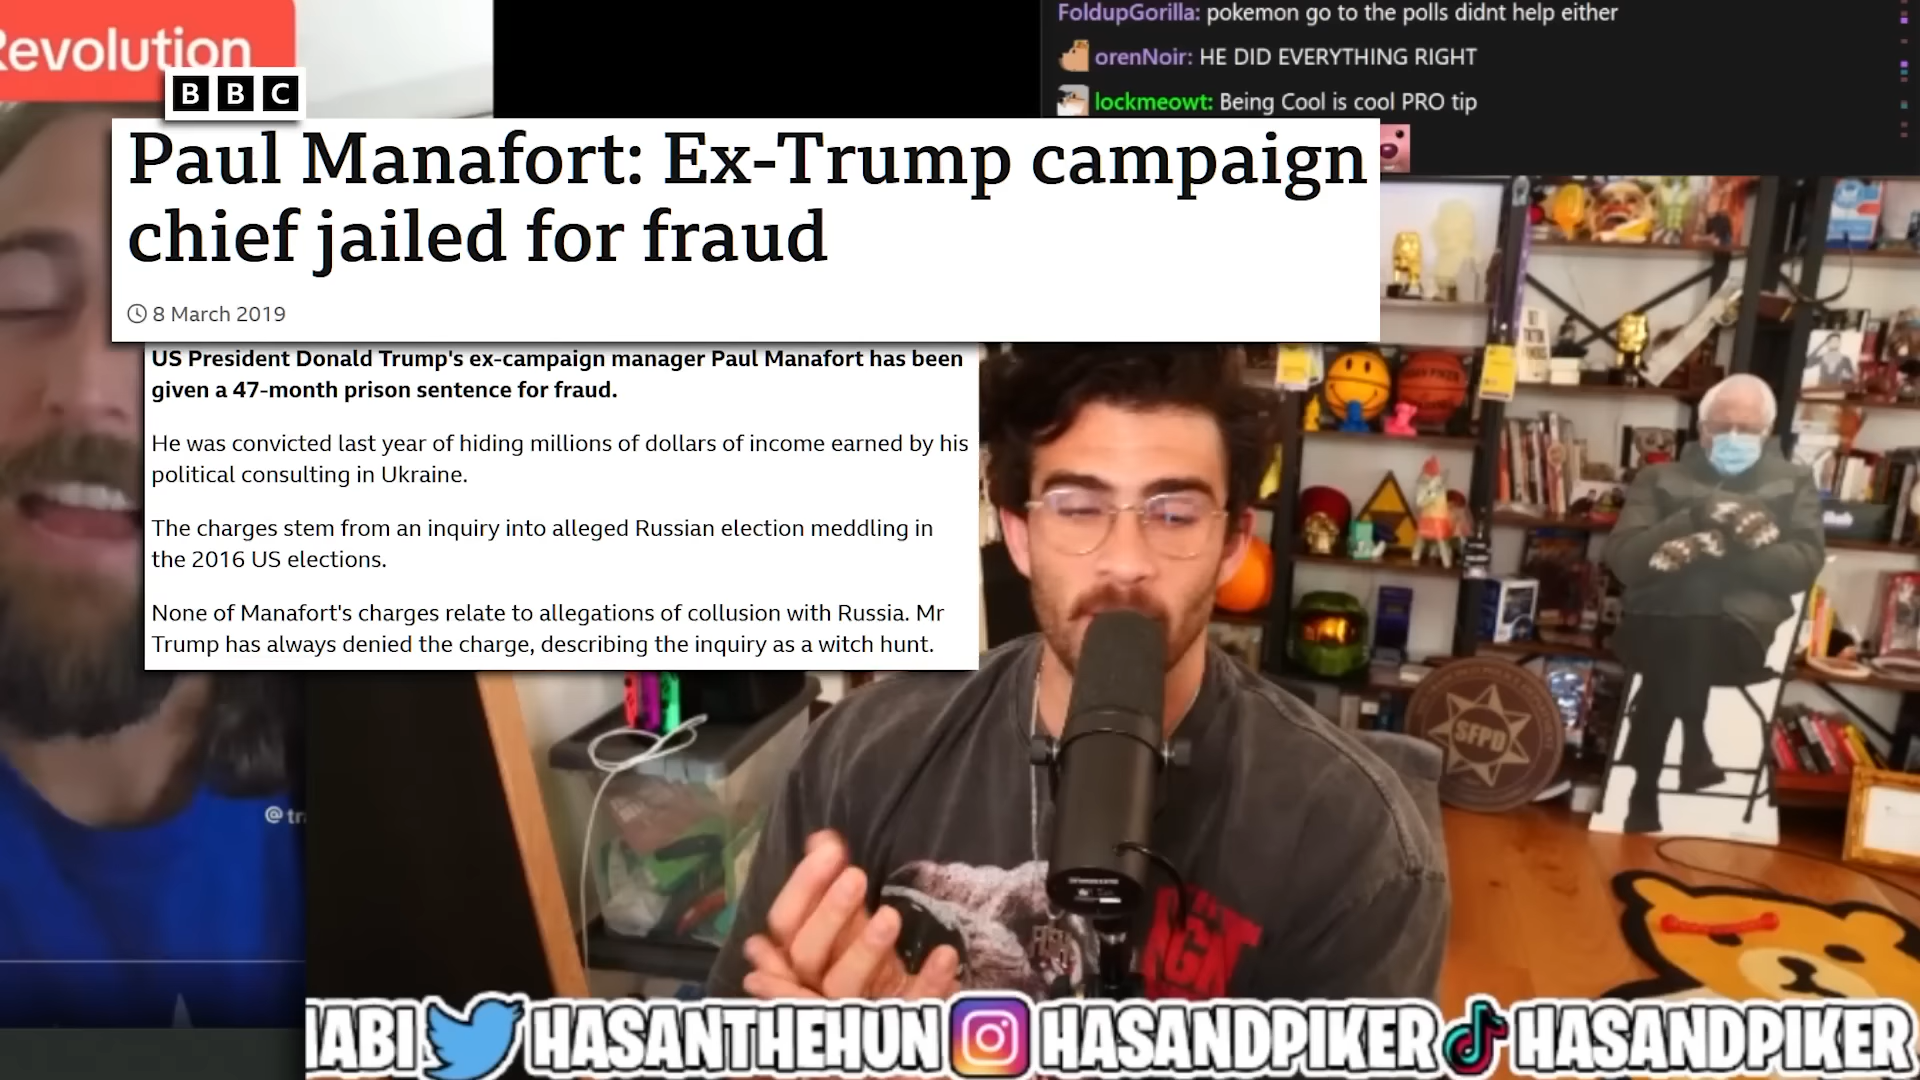 Revolution
FoldupGorilla: pokemon go to the polls didnt help either
orenNoir: HE DID EVERYTHING RIGHT
lockmeowt: Being Cool is cool PRO tip
BBC
Paul Manafort: Ex-Trump campaign
chief jailed for fraud
8 March 2019
US President Donald Trump's ex-campaign manager Paul Manafort has been
given a 47-month prison sentence for fraud.
He was convicted last year of hiding millions of dollars of income earned by his
political consulting in Ukraine.
The charges stem from an inquiry into alleged Russian election meddling in
the 2016 US elections.
None of Manafort's charges relate to allegations of collusion with Russia. Mr
Trump has always denied the charge, describing the inquiry as a witch hunt.
SFPD
HASANTHEHUN HASANDPIKER HASANDPIKER